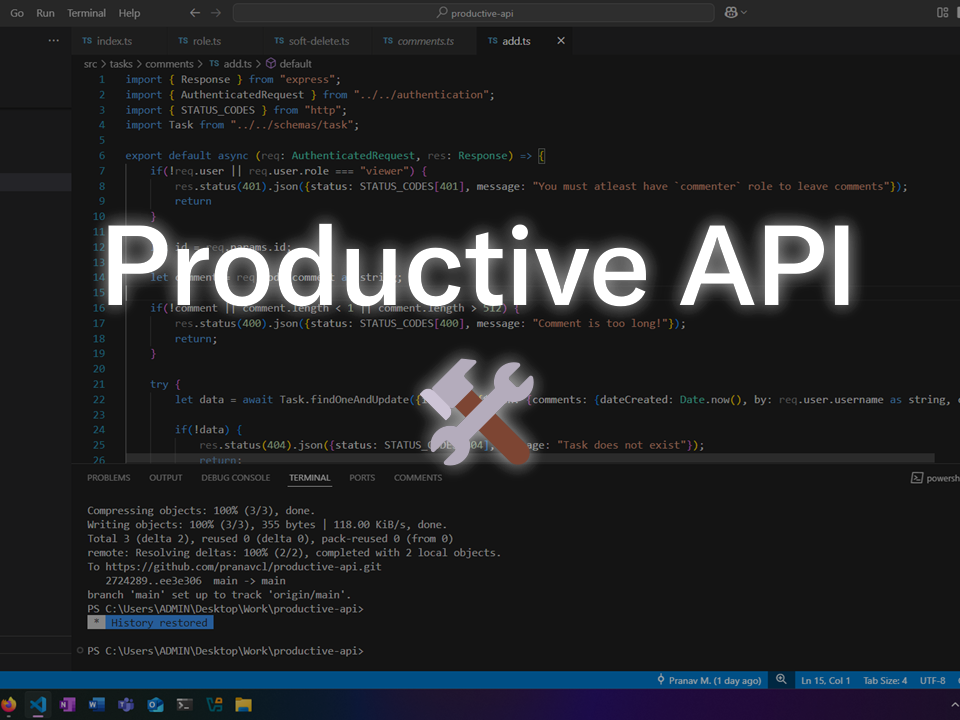 Go Run Terminal Help productive-api
TS index.ts TS role.ts TS soft-delete.ts TS comments.ts TS add.ts
src > tasks > comments > TS add.ts > default
1 import { Response } from "express";
2 import { AuthenticatedRequest } from "../../authentication";
3 import { STATUS_CODES } from "http";
4 import Task from "../../schemas/task";
5
6 export default async (req: AuthenticatedRequest, res: Response) => {
7 if(!req.user || req.user.role === "viewer") {
8 res.status(401).json({status: STATUS_CODES[401], message: "You must atleast have `commenter` role to leave comments"});
9 return
10 }
11
Productive API
12 id = req.params.id;
13
14 let comment = req. comment as string;
15
16 if(!comment || comment.length < 1 || comment.length > 512) {
17 res.status(400).json({status: STATUS_CODES[400], message: "Comment is too long!"});
18 return;
19 }
20
21 try {
22 let data = await Task.findOneAndUpdate({ {comments: {dateCreated: Date.now(), by: req.user.username as string,
23
24 if(!data) {
25 res.status(404).json({status: "Task does not exist"});
26 return;
PROBLEMS OUTPUT DEBUG CONSOLE TERMINAL PORTS COMMENTS powersh
Compressing objects: 100% (3/3), done.
Writing objects: 100% (3/3), 355 bytes | 118.00 KiB/s, done.
Total 3 (delta 2), reused 0 (delta 0), pack-reused 0 (from 0)
remote: Resolving deltas: 100% (2/2), completed with 2 local objects.
To https://github.com/pranavcl/productive-api.git
2724289..ee3e306 main -> main
branch 'main' set up to track 'origin/main'.
PS C:\Users\ADMIN\Desktop\Work\productive-api>
* History restored
PS C:\Users\ADMIN\Desktop\Work\productive-api>
Pranav M. (1 day ago) Ln 15, Col 1 Tab Size: 4 UTF-8